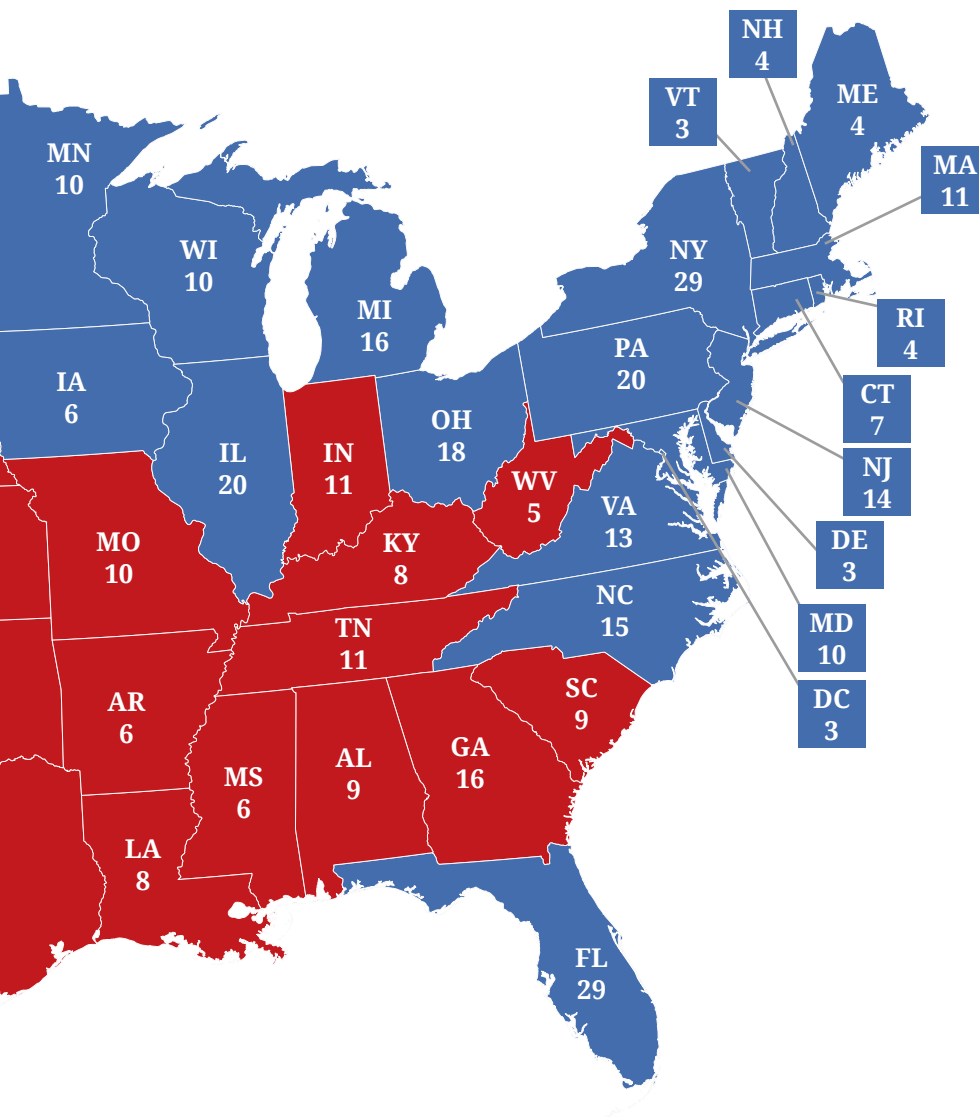 NH
4
VT
3
ME
4
MN
10
MA
11
WI
10
NY
29
MI
16
RI
4
PA
20
IA
6
CT
7
OH
18
IL
20
IN
11
NJ
14
WV
5
VA
13
MO
10
KY
8
DE
3
NC
15
TN
11
MD
10
SC
9
AR
6
DC
3
GA
16
AL
9
MS
6
LA
8
FL
29